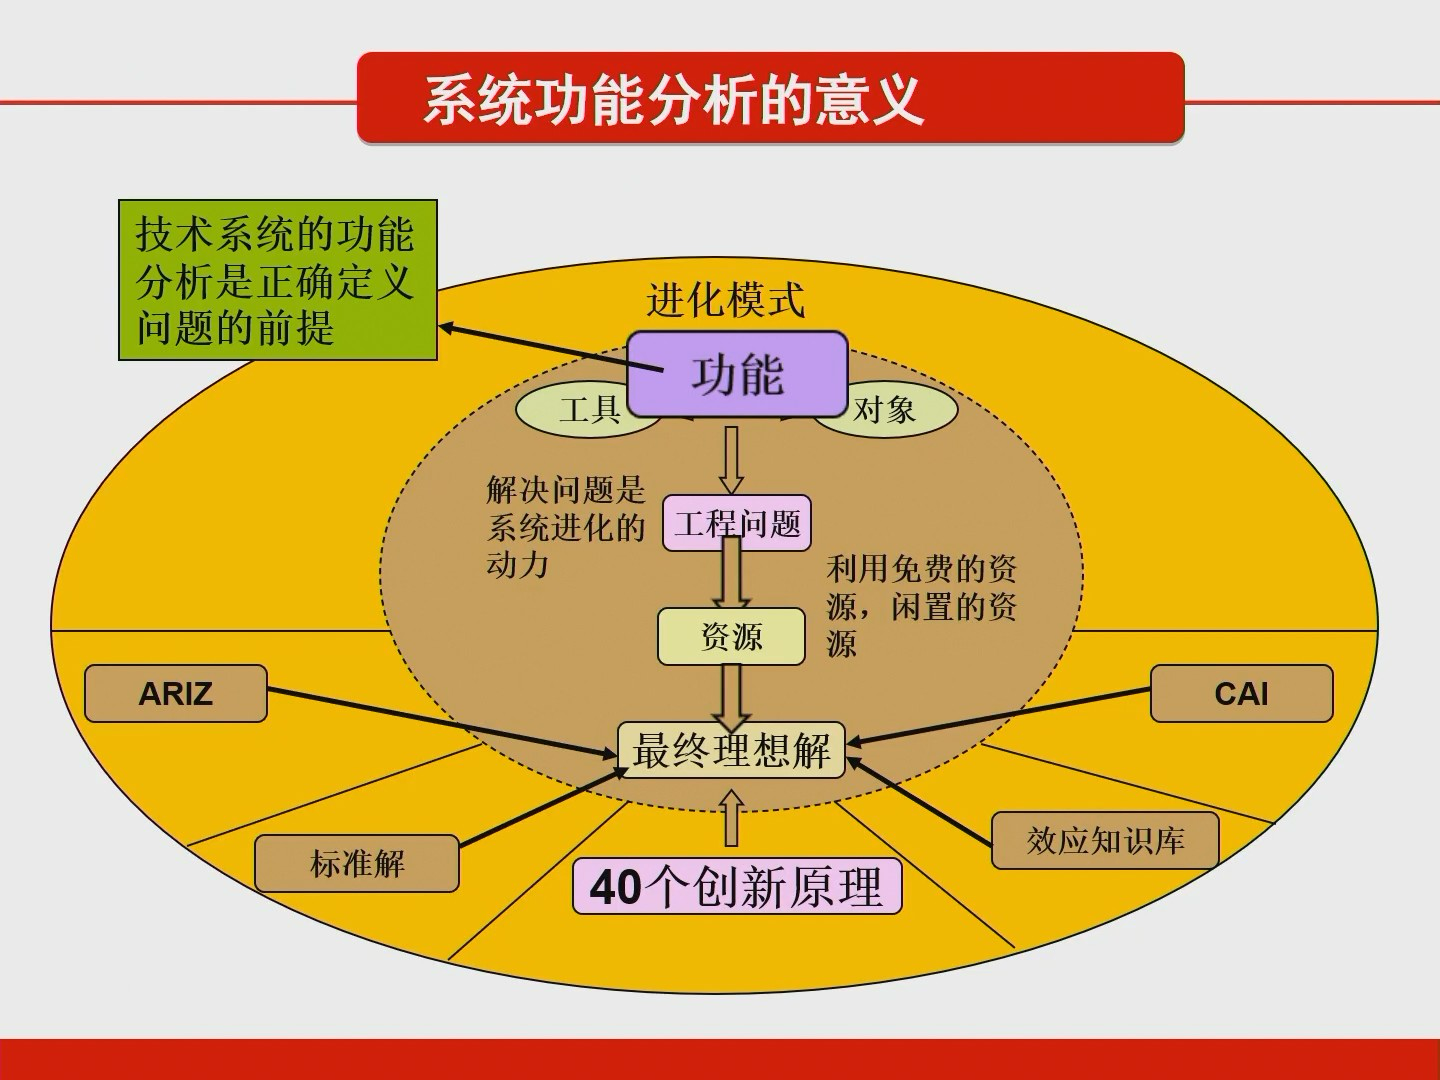 系统功能分析的意义
技术系统的功能
分析是正确定义
问题的前提
进化模式
功能
工具
对象
解决问题是
系统进化的
动力
工程问题
利用免费的资
源，闲置的资
源
资源
ARIZ
CAI
最终理想解
标准解
效应知识库
40个创新原理